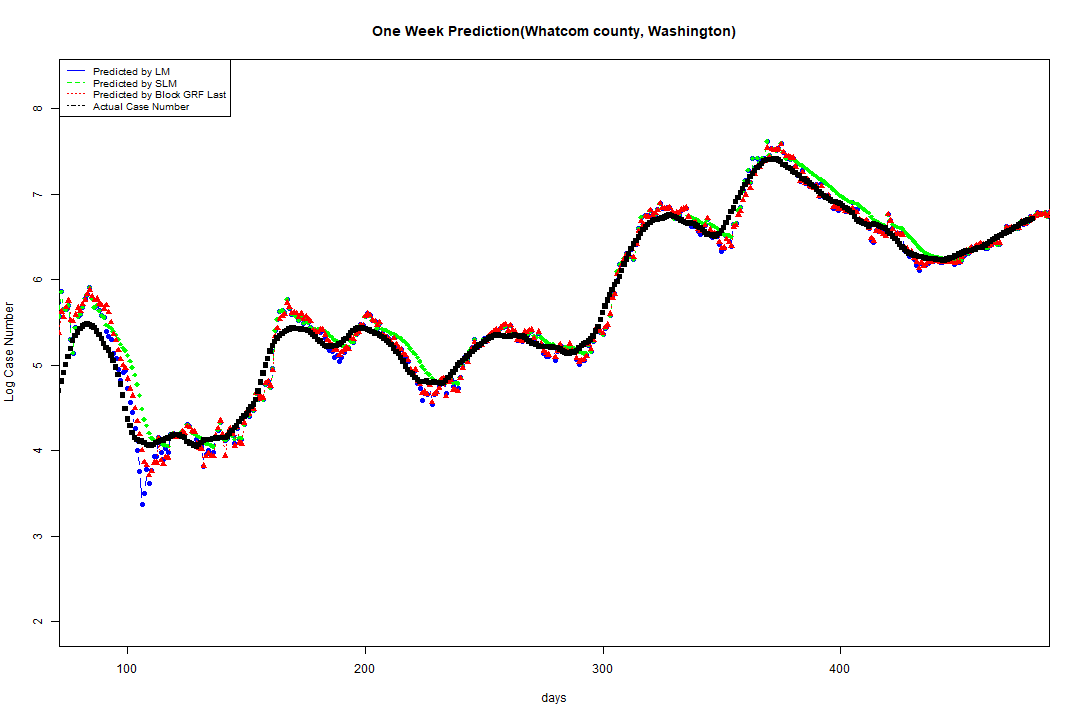 One Week Prediction(Whatcom county, Washington)
Predicted by LM
Predicted by SLM
Predicted by Block GRF Last
Actual Case Number
8
7
6
5
4
3
2
Log Case Number
100 200 300 400
days